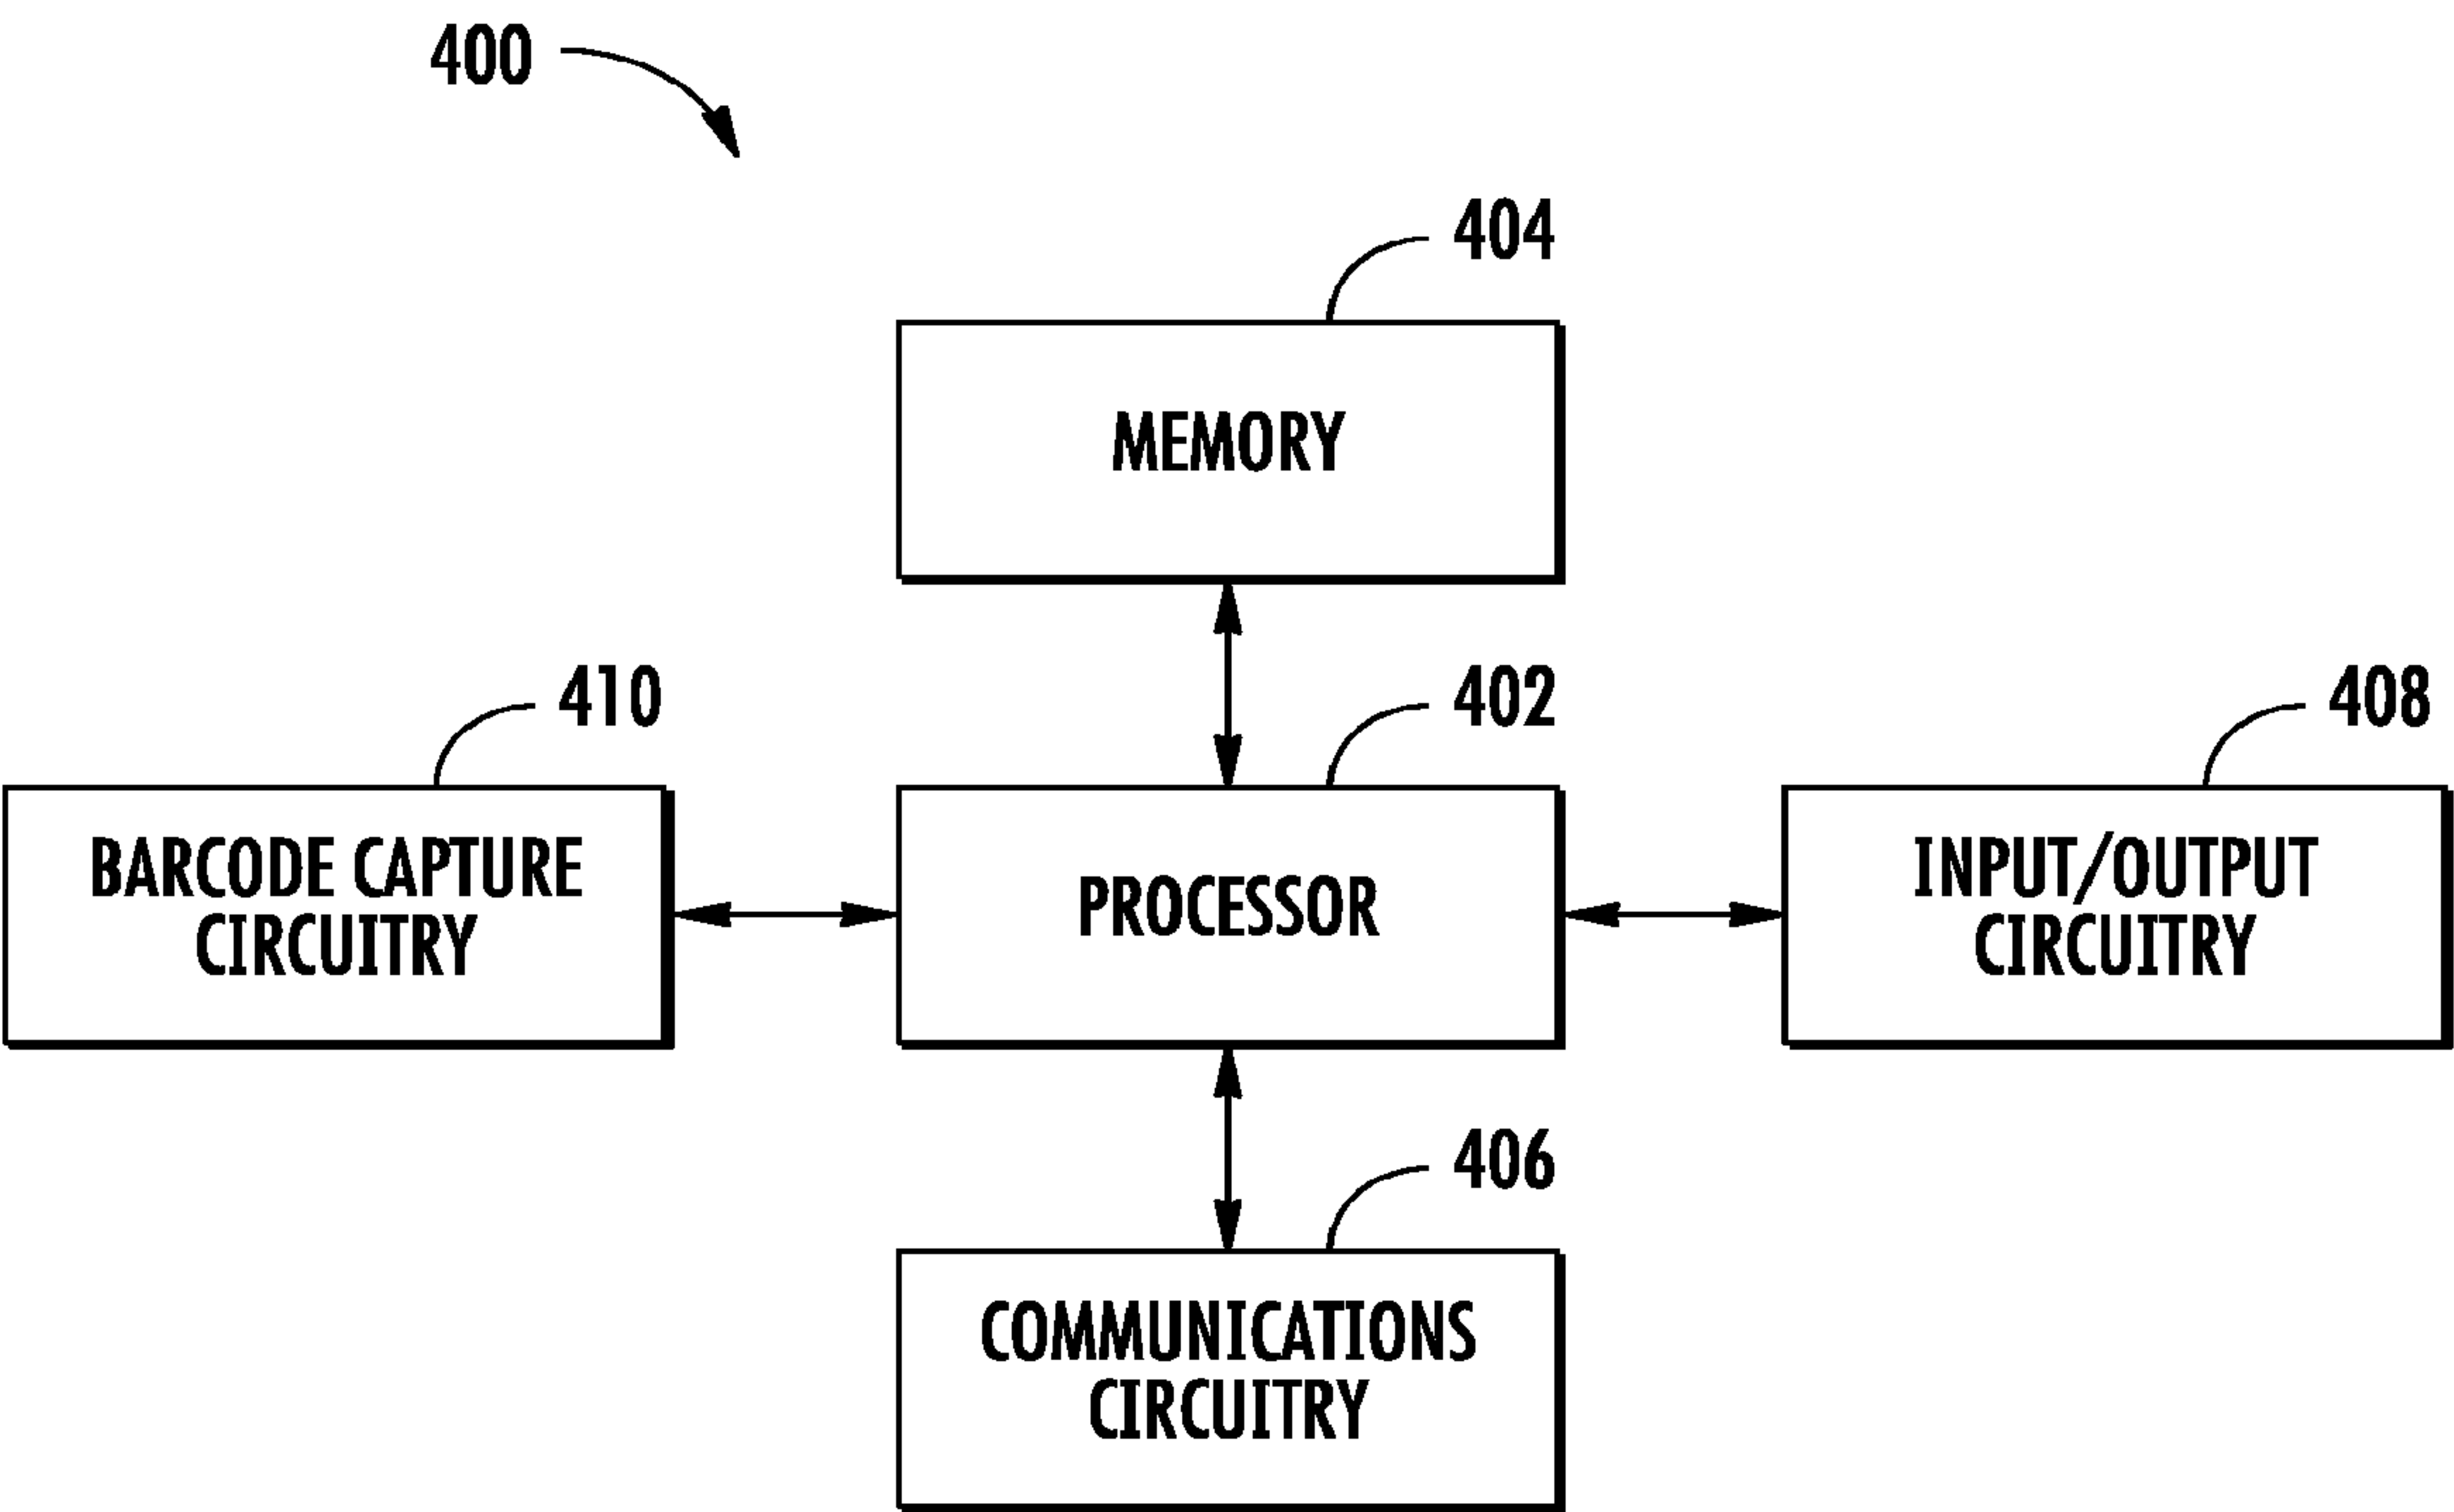 400
404
MEMORY
410
402
408
BARCODE CAPTURE
CIRCUITRY
PROCESSOR
INPUT/OUTPUT
CIRCUITRY
406
COMMUNICATIONS
CIRCUITRY